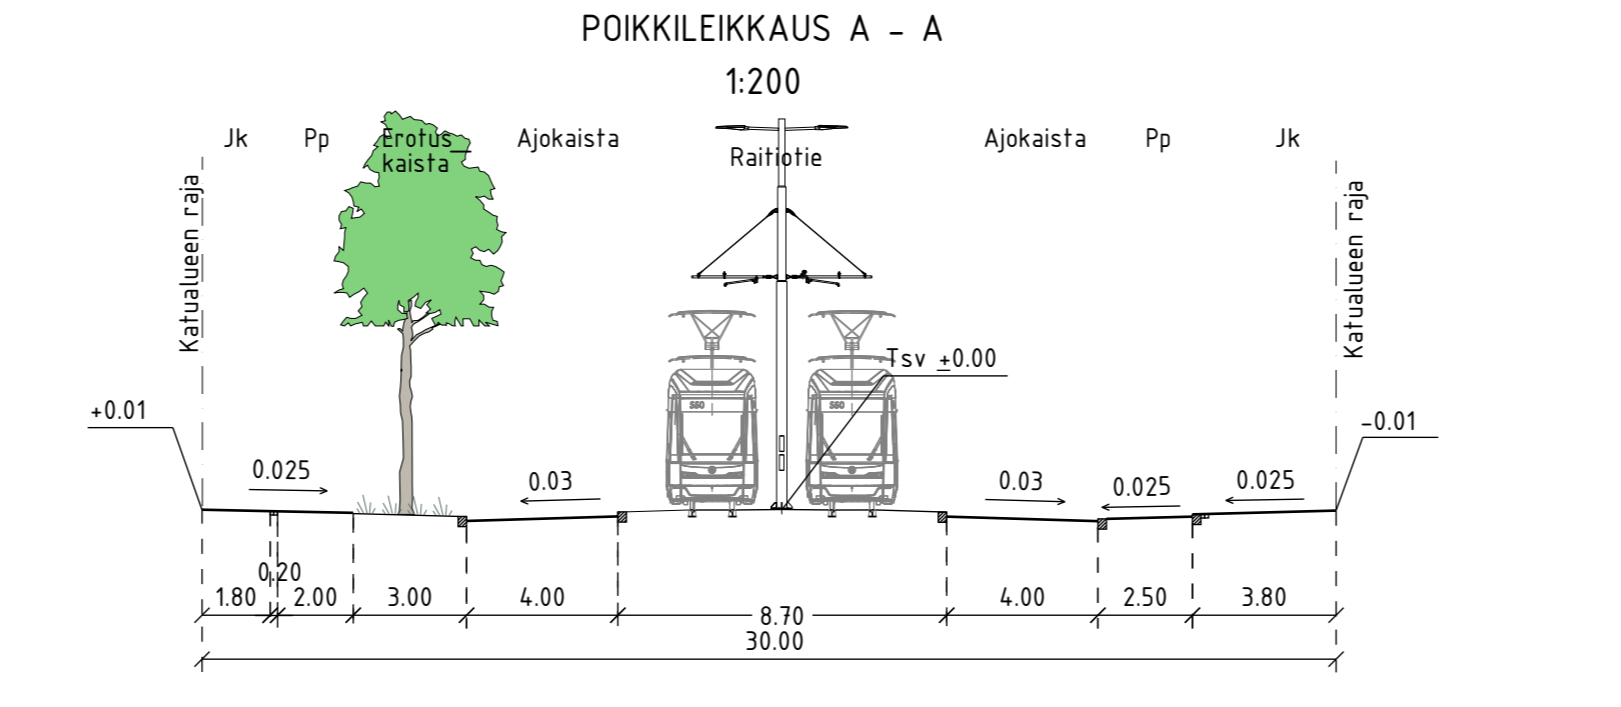 POIKKILEIKKAUS A - A
1:200
Jk
Pp
Erotus_
kaista
Ajokaista
Raitiotie
Ajokaista
Pp
Jk
Katualueen raja
Katualueen raja
Tsv ±0.00
+0.01
-0.01
S60
S60
0.025
0.03
0.03
0.025
0.025
0.20
1.80
2.00
3.00
4.00
8.70
4.00
2.50
3.80
30.00